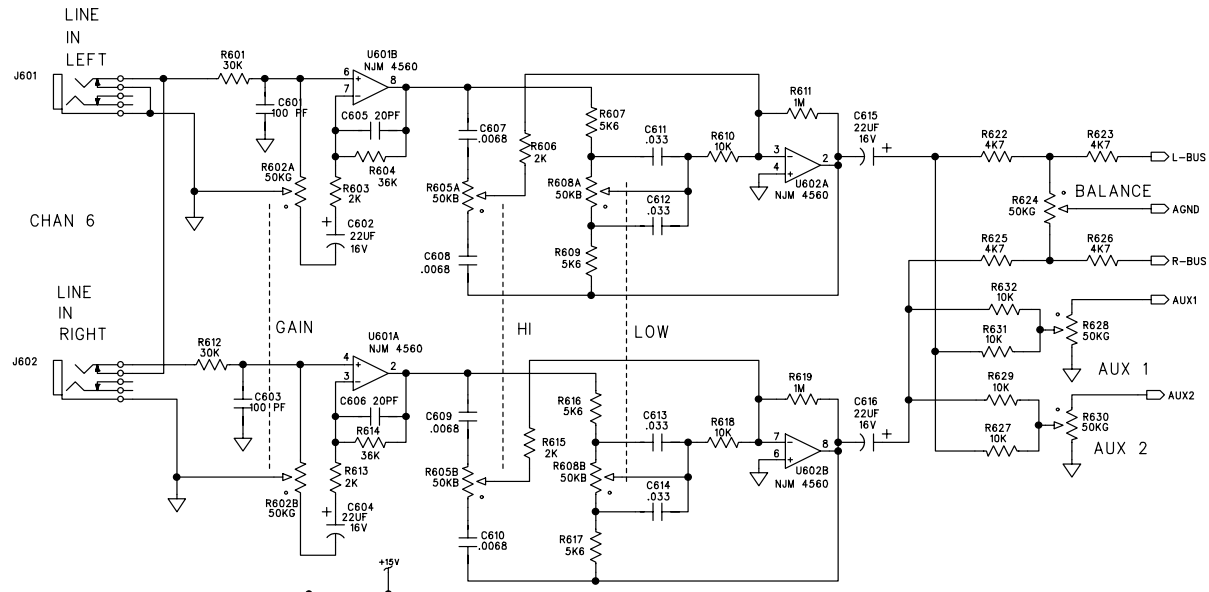 LINE
IN
LEFT
J601
R601
30K
C601
100 PF
U601B
NJM 4560
6
7
8
+
-
C605 20PF
R604
36K
R602A
50KG
R603
2K
+
C602
22UF
16V
C607
.0068
R605A
50KB
C608
.0068
R606
2K
R607
5K6
C611
.033
R608A
50KB
C612
.033
R609
5K6
R610
10K
R611
1M
3
4
2
-
+
U602A
NJM 4560
C615
22UF
16V
+
R622
4K7
R623
4K7
L-BUS
R624
50KG
BALANCE
AGND
R625
4K7
R626
4K7
R-BUS
CHAN 6
GAIN
HI
LOW
R632
10K
R631
10K
AUX1
R628
50KG
AUX 1
R629
10K
R627
10K
AUX2
R630
50KG
AUX 2
LINE
IN
RIGHT
J602
R612
30K
C603
100 PF
U601A
NJM 4560
4
3
2
+
-
C606 20PF
R614
36K
R602B
50KG
R613
2K
+
C604
22UF
16V
C609
.0068
R605B
50KB
C610
.0068
R615
2K
R616
5K6
C613
.033
R608B
50KB
C614
.033
R617
5K6
R618
10K
R619
1M
7
6
8
-
+
U602B
NJM 4560
C616
22UF
16V
+
+15V